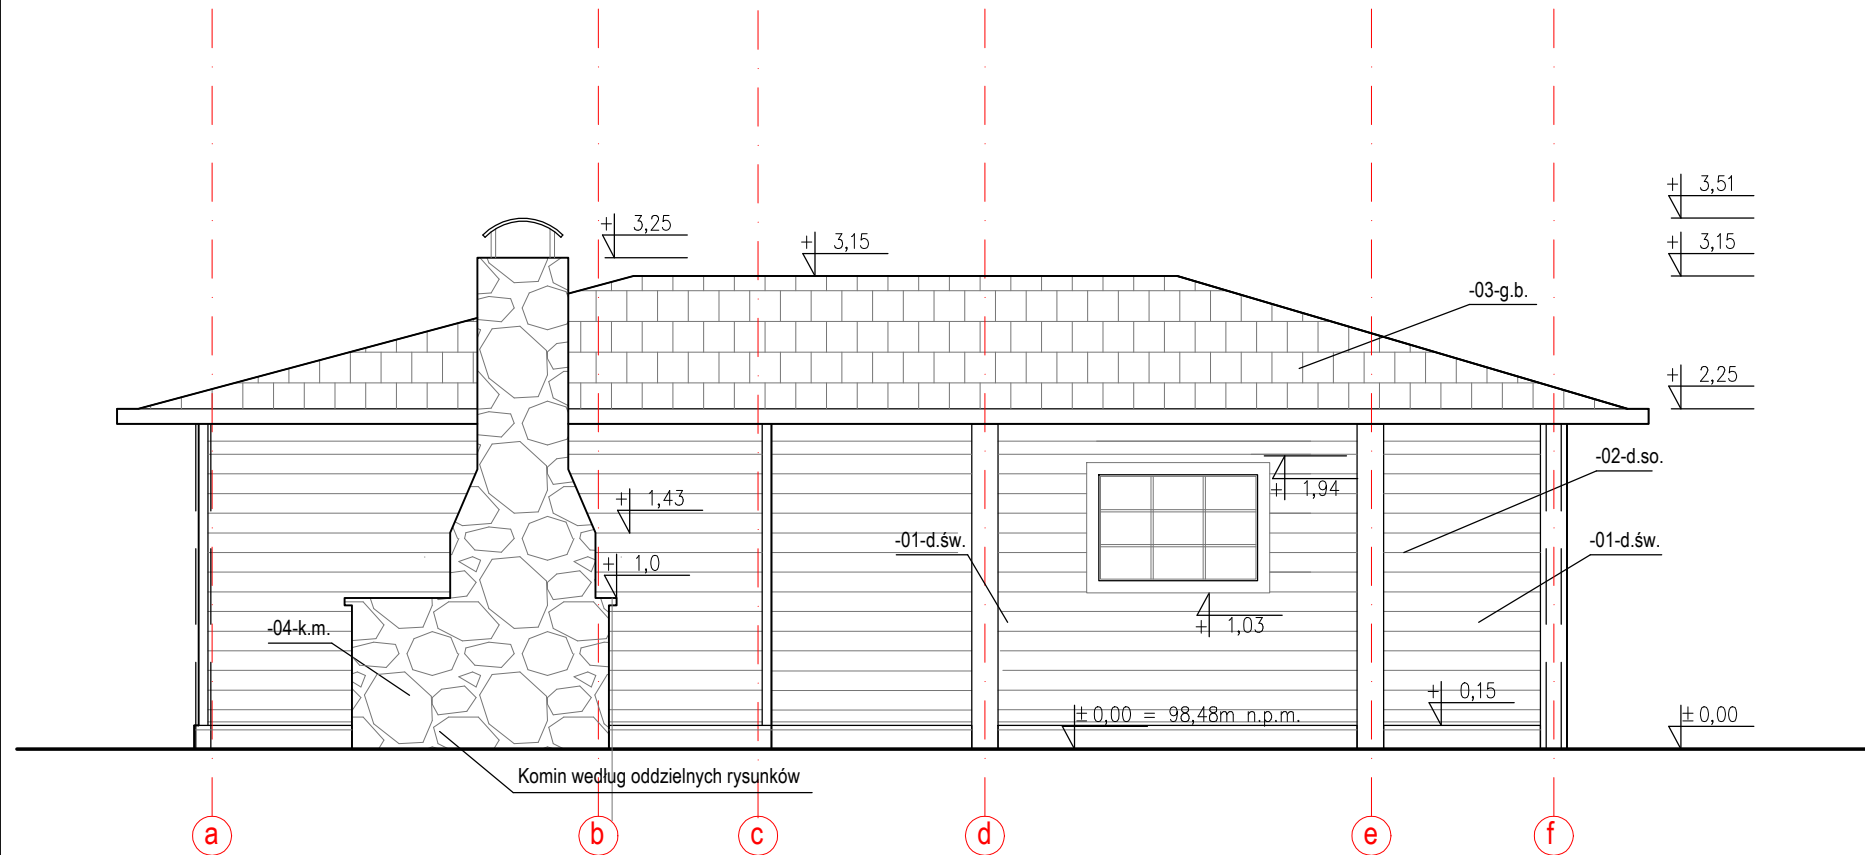 + 3,51
+ 3,25
+ 3,15
+ 3,15
-03-g.b.
+ 2,25
-02-d.so.
+ 1,94
+ 1,43
-01-d.św.
-01-d.św.
+ 1,0
-04-k.m.
+ 1,03
+ 0,15
±0,00 = 98,48m n.p.m.
±0,00
Komin według oddzielnych rysunków
a
b
c
d
e
f